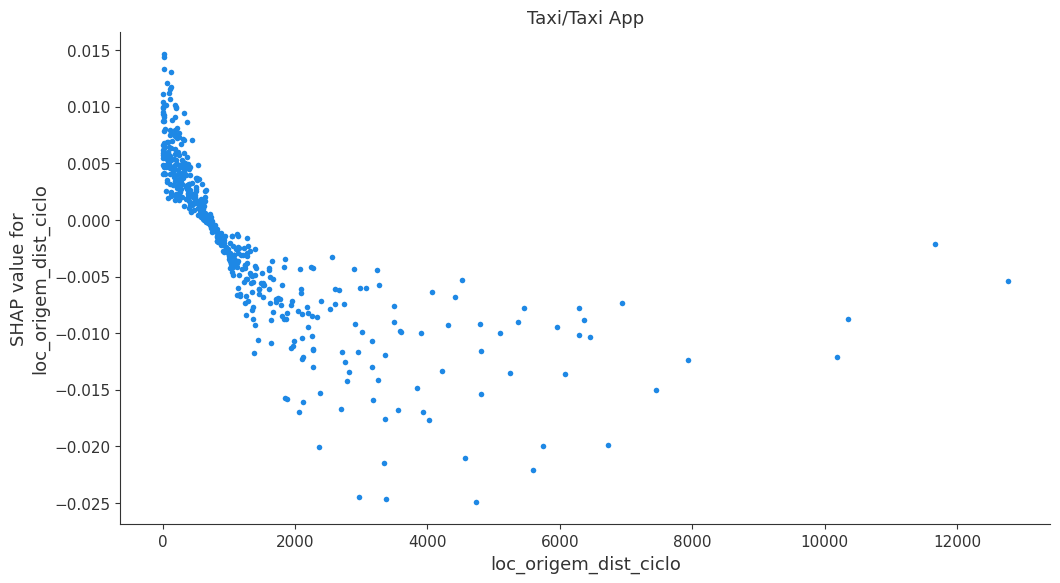 Taxi/Taxi App
0.015
0.010
0.005
0.000
−0.005
−0.010
−0.015
−0.020
−0.025
SHAP value for
loc_origem_dist_ciclo
0 2000 4000 6000 8000 10000 12000
loc_origem_dist_ciclo